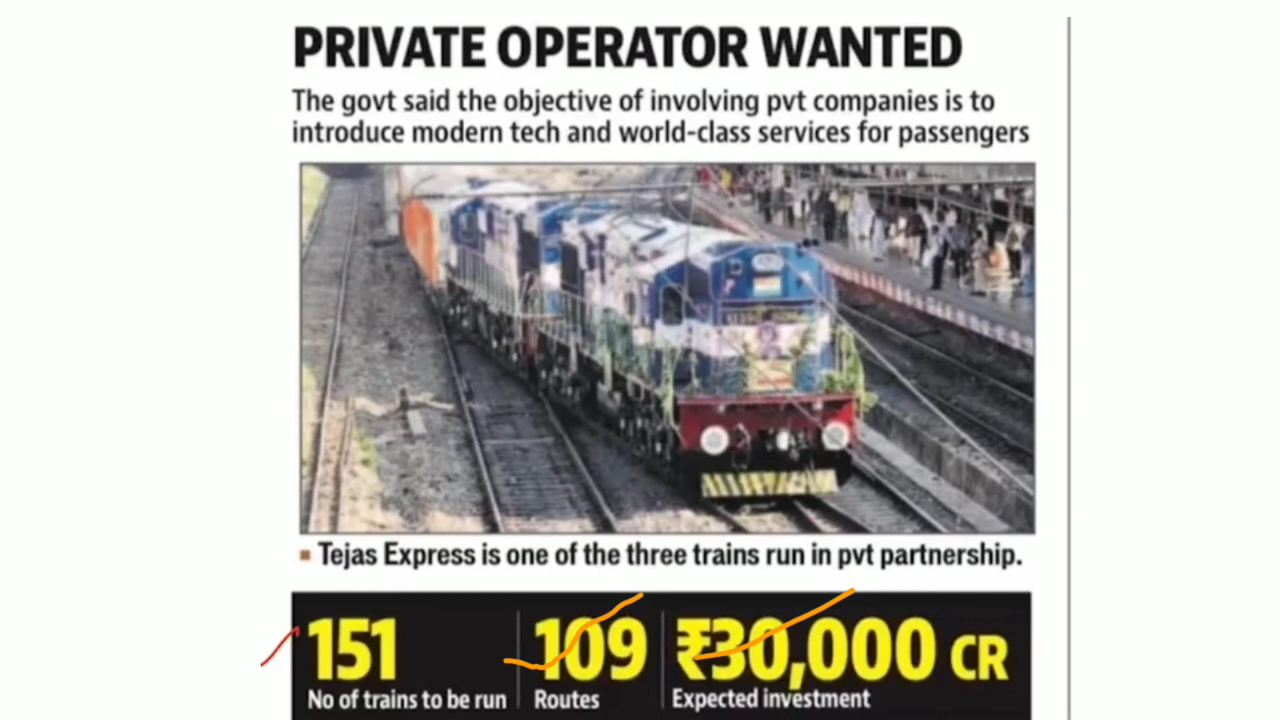 PRIVATE OPERATOR WANTED
The govt said the objective of involving pvt companies is to
introduce modern tech and world-class services for passengers
Tejas Express is one of the three trains run in pvt partnership.
151
No of trains to be run
109
Routes
₹30,000 CR
Expected investment